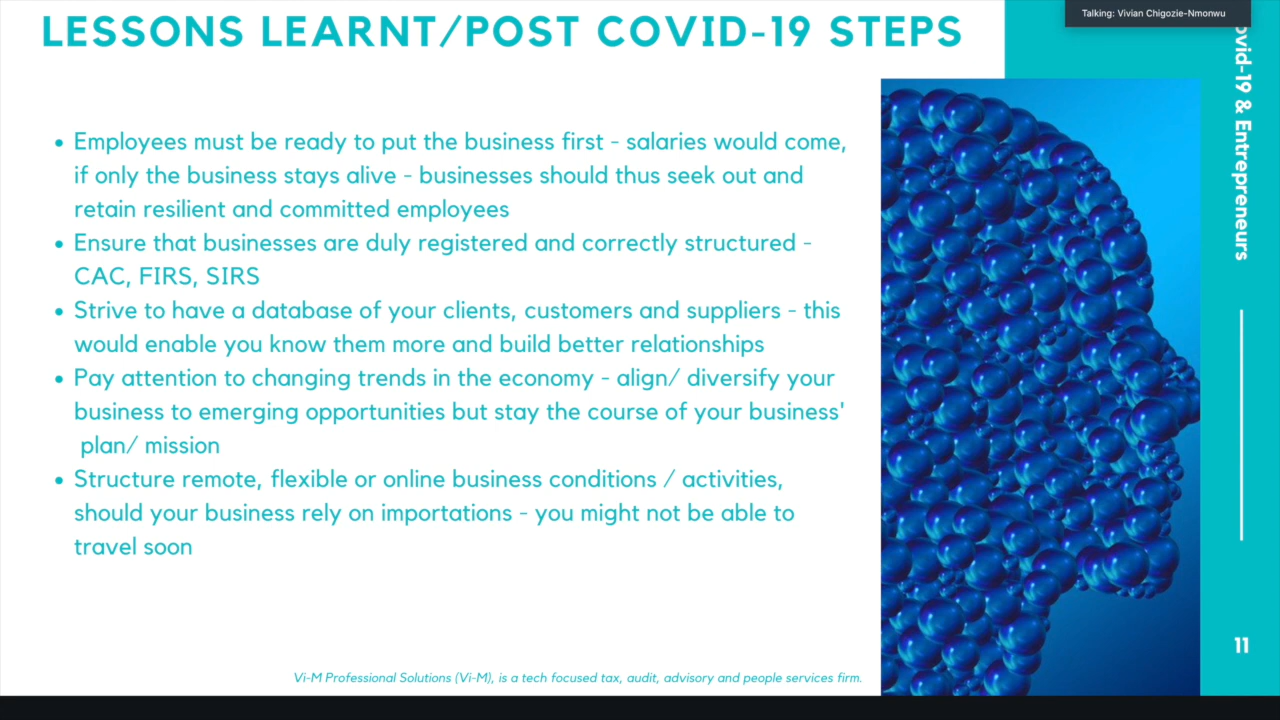 LESSONS LEARNT/POST COVID-19 STEPS
Talking: Vivian Chigozie-Nmonwu
• Employees must be ready to put the business first - salaries would come,
if only the business stays alive - businesses should thus seek out and
retain resilient and committed employees
• Ensure that businesses are duly registered and correctly structured -
CAC, FIRS, SIRS
• Strive to have a database of your clients, customers and suppliers - this
would enable you know them more and build better relationships
• Pay attention to changing trends in the economy - align/ diversify your
business to emerging opportunities but stay the course of your business'
plan/ mission
• Structure remote, flexible or online business conditions / activities,
should your business rely on importations - you might not be able to
travel soon
ovid-19 & Entrepreneurs
11
Vi-M Professional Solutions (Vi-M), is a tech focused tax, audit, advisory and people services firm.